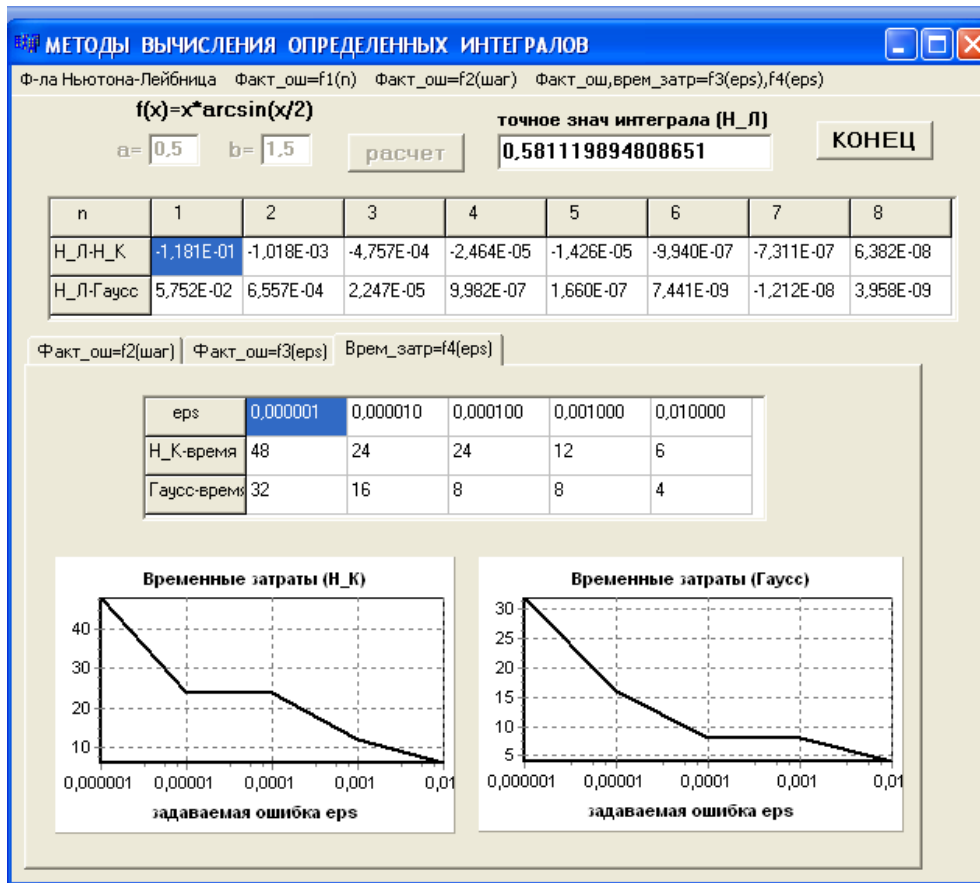 МЕТОДЫ ВЫЧИСЛЕНИЯ ОПРЕДЕЛЕННЫХ ИНТЕГРАЛОВ
Ф-ла Ньютона-Лейбница Факт_ош=f1(n) Факт_ош=f2(шаг) Факт_ош,врем_затр=f3(eps),f4(eps)
f(x)=x*arcsin(x/2)
точное знач интеграла (Н_Л)
a= 0,5 b= 1,5 расчет 0,581119894808651 КОНЕЦ
n 1 2 3 4 5 6 7 8
Н_Л-Н_К -1,181E-01 -1,018E-03 -4,757E-04 -2,464E-05 -1,426E-05 -9,940E-07 -7,311E-07 6,382E-08
Н_Л-Гаусс 5,752E-02 6,557E-04 2,247E-05 9,982E-07 1,660E-07 7,441E-09 -1,212E-08 3,958E-09
Факт_ош=f2(шаг) Факт_ош=f3(eps) Врем_затр=f4(eps)
eps 0,000001 0,000010 0,000100 0,001000 0,010000
Н_К-время 48 24 24 12 6
Гаусс-время 32 16 8 8 4
Временные затраты (Н_К)
40
30
20
10
0,000001 0,00001 0,0001 0,001 0,01
задаваемая ошибка eps
Временные затраты (Гаусс)
30
25
20
15
10
5
0,000001 0,00001 0,0001 0,001 0,01
задаваемая ошибка eps